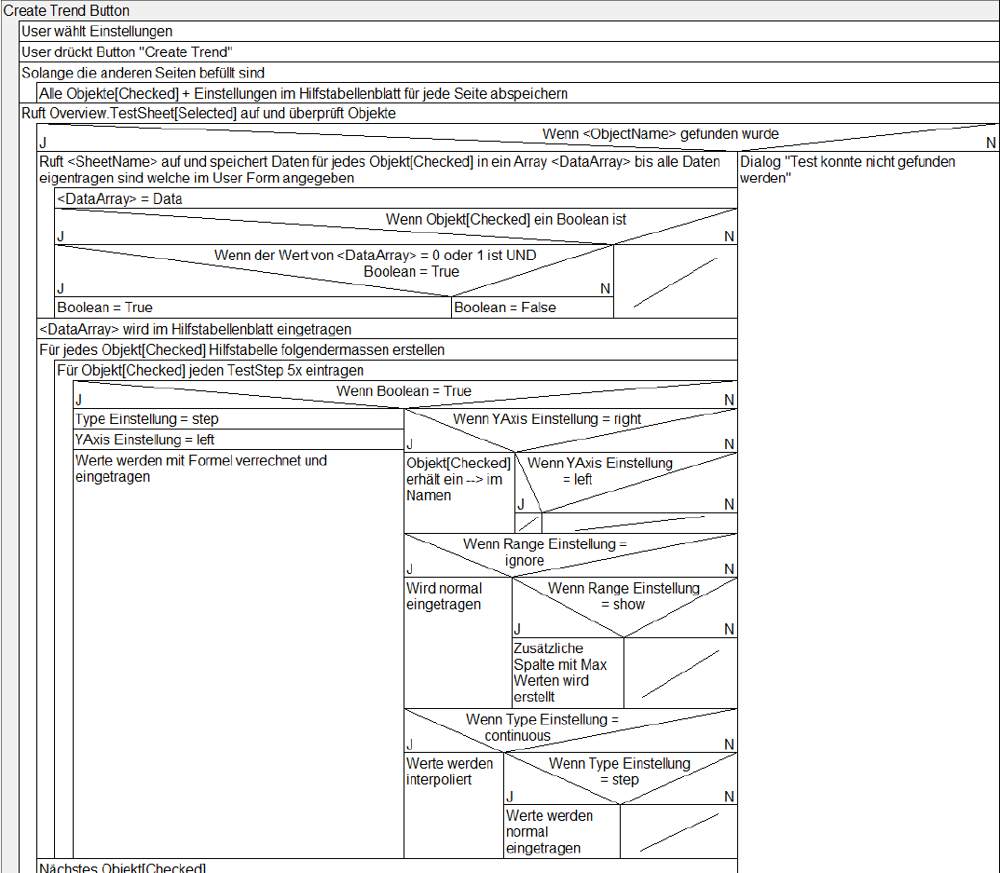 Create Trend Button
User wählt Einstellungen
User drückt Button "Create Trend"
Solange die anderen Seiten befüllt sind
Alle Objekte[Checked] + Einstellungen im Hilfstabellenblatt für jede Seite abspeichern
Ruft Overview.TestSheet[Selected] auf und überprüft Objekte
Wenn <ObjectName> gefunden wurde
J
N
Ruft <SheetName> auf und speichert Daten für jedes Objekt[Checked] in ein Array <DataArray> bis alle Daten
eigentragen sind welche im User Form angegeben
Dialog "Test konnte nicht gefunden
werden"
<DataArray> = Data
Wenn Objekt[Checked] ein Boolean ist
J
N
Wenn der Wert von <DataArray> = 0 oder 1 ist UND
Boolean = True
J
N
Boolean = True
Boolean = False
<DataArray> wird im Hilfstabellenblatt eingetragen
Für jedes Objekt[Checked] Hilfstabelle folgendermassen erstellen
Für Objekt[Checked] jeden TestStep 5x eintragen
Wenn Boolean = True
J
N
Type Einstellung = step
YAxis Einstellung = left
Werte werden mit Formel verrechnet und
eingetragen
Wenn YAxis Einstellung = right
J
N
Objekt[Checked]
erhält ein --> im
Namen
Wenn YAxis Einstellung
= left
J
N
Wenn Range Einstellung =
ignore
J
N
Wird normal
eingetragen
Wenn Range Einstellung
= show
J
N
Zusätzliche
Spalte mit Max
Werten wird
erstellt
Wenn Type Einstellung =
continuous
J
N
Werte werden
interpoliert
Wenn Type Einstellung
= step
J
N
Werte werden
normal
eingetragen
Nächstes Objekt[Checked]